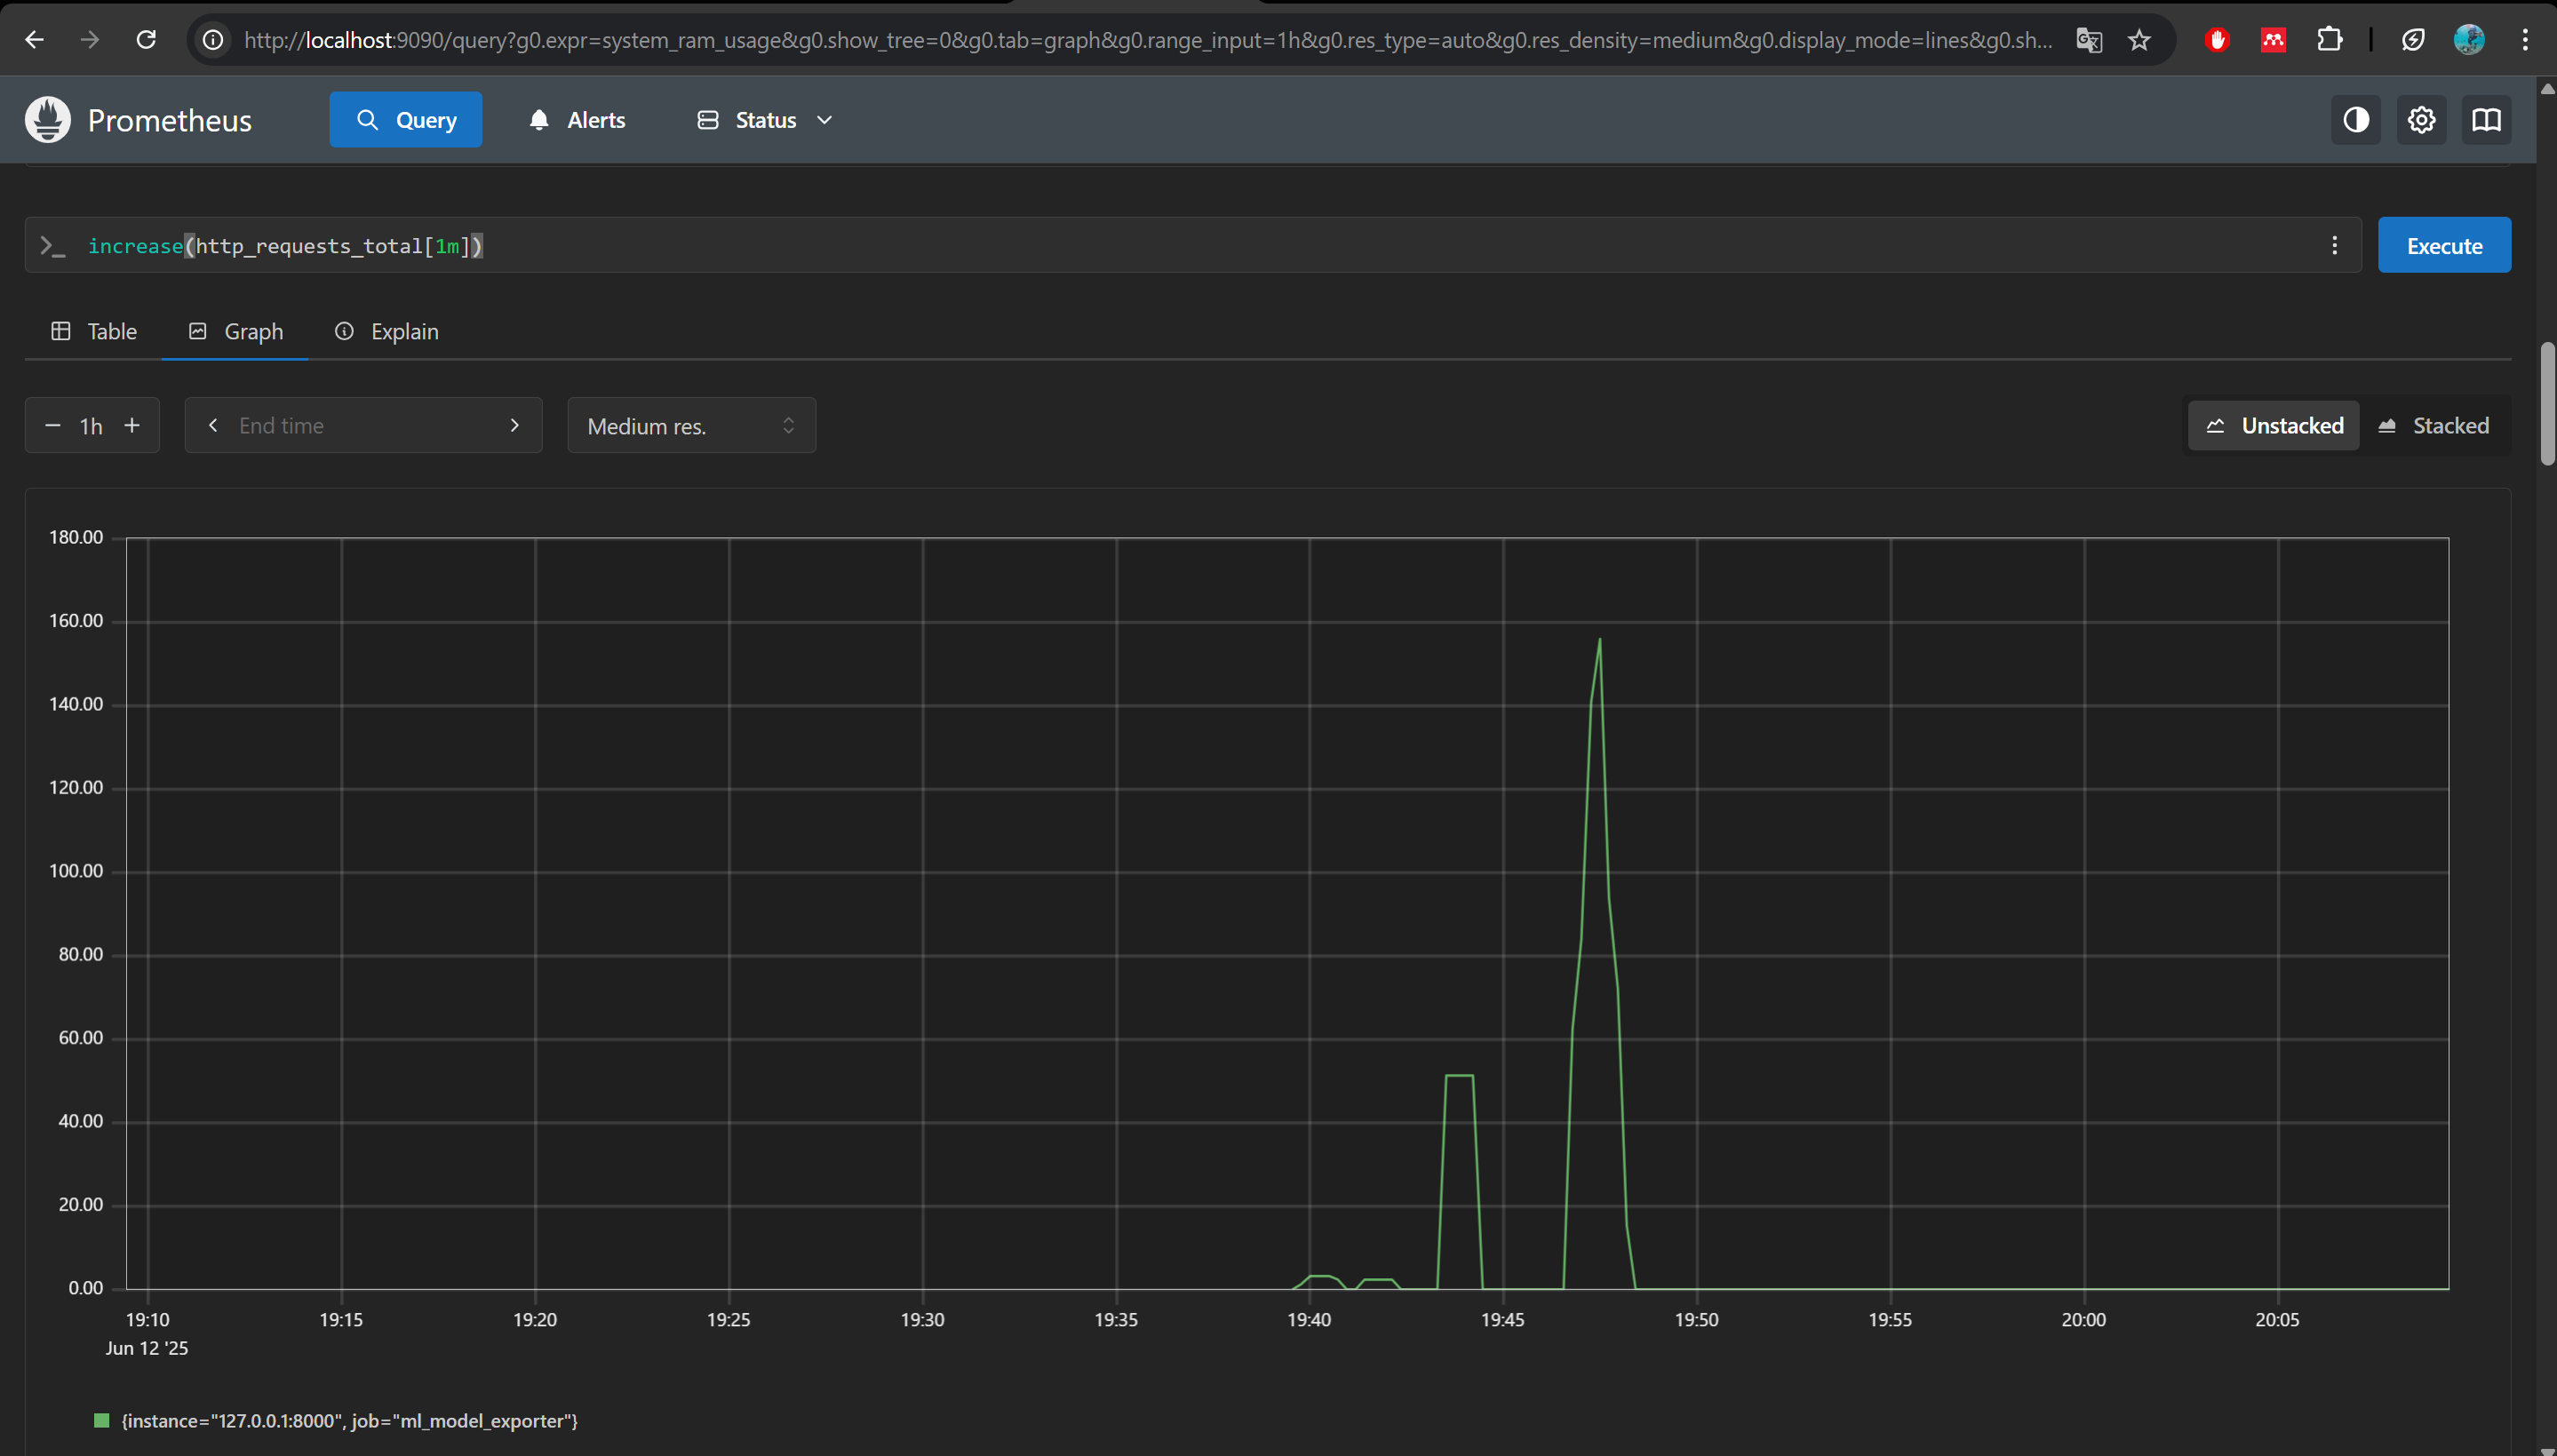 http://localhost:9090/query?g0.expr=system_ram_usage&g0.show_tree=0&g0.tab=graph&g0.range_input=1h&g0.res_type=auto&g0.res_density=medium&g0.display_mode=lines&g0.sh...
Prometheus
Query
Alerts
Status
>_ increase(http_requests_total[1m])
Execute
Table
Graph
Explain
− 1h +
End time
Medium res.
Unstacked
Stacked
180.00
160.00
140.00
120.00
100.00
80.00
60.00
40.00
20.00
0.00
19:10 19:15 19:20 19:25 19:30 19:35 19:40 19:45 19:50 19:55 20:00 20:05
Jun 12 '25
{instance="127.0.0.1:8000", job="ml_model_exporter"}